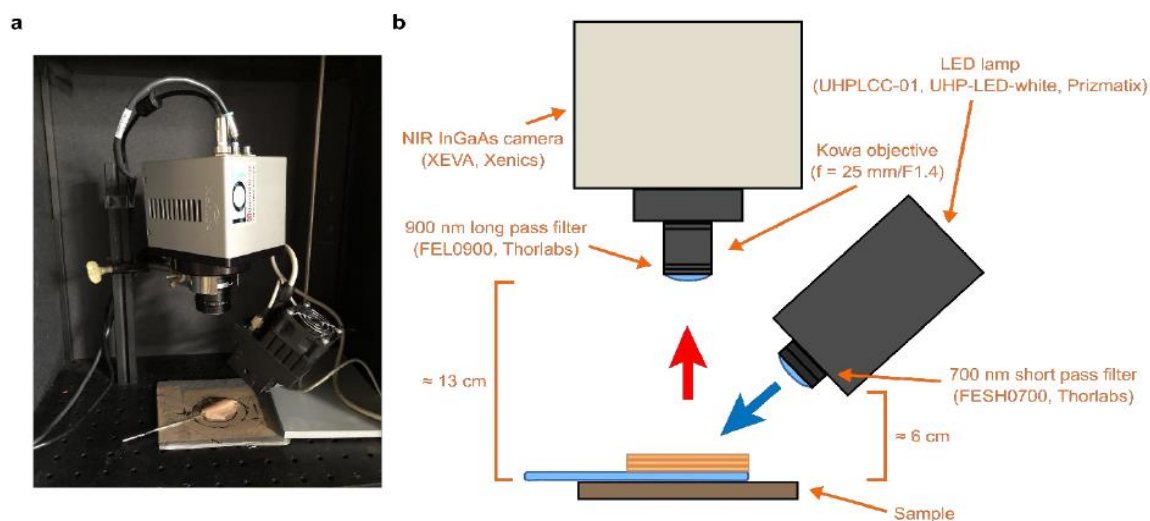 a
b
LED lamp
(UHPLCC-01, UHP-LED-white, Prizmatix)
NIR InGaAs camera
(XEVA, Xenics)
Kowa objective
(f = 25 mm/F1.4)
900 nm long pass filter
(FEL0900, Thorlabs)
≈ 13 cm
700 nm short pass filter
(FESH0700, Thorlabs)
≈ 6 cm
Sample